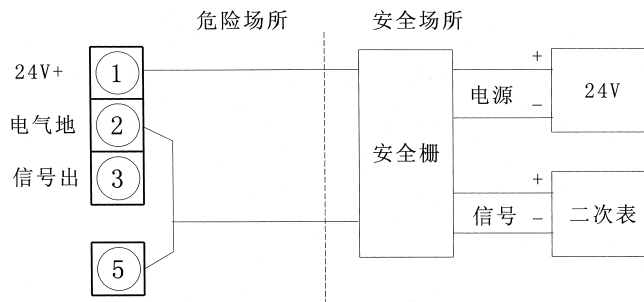 危险场所 安全场所
24V+ 1
电气地 2
信号出 3
5
安全栅
+
电源
−
24V
+
信号
−
二次表